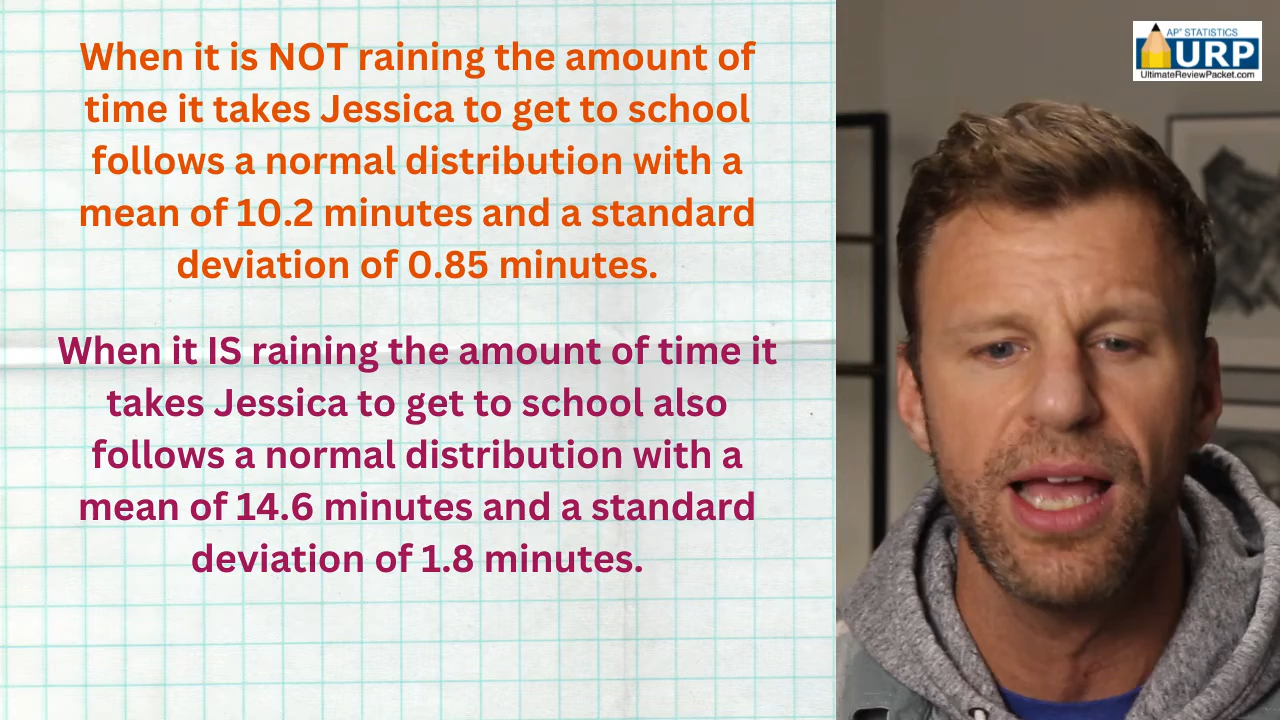 When it is NOT raining the amount of
time it takes Jessica to get to school
follows a normal distribution with a
mean of 10.2 minutes and a standard
deviation of 0.85 minutes.
When it IS raining the amount of time it
takes Jessica to get to school also
follows a normal distribution with a
mean of 14.6 minutes and a standard
deviation of 1.8 minutes.
AP® STATISTICS
URP
UltimateReviewPacket.com